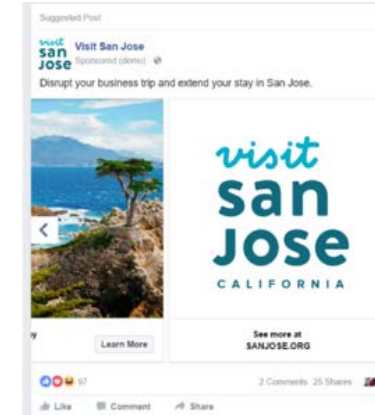 Suggested Post
visit
san
Jose
Visit San Jose
Sponsored (demo)
Disrupt your business trip and extend your stay in San Jose.
visit
san
Jose
CALIFORNIA
y
Learn More
See more at
SANJOSE.ORG
97
2 Comments 25 Shares
Like Comment Share